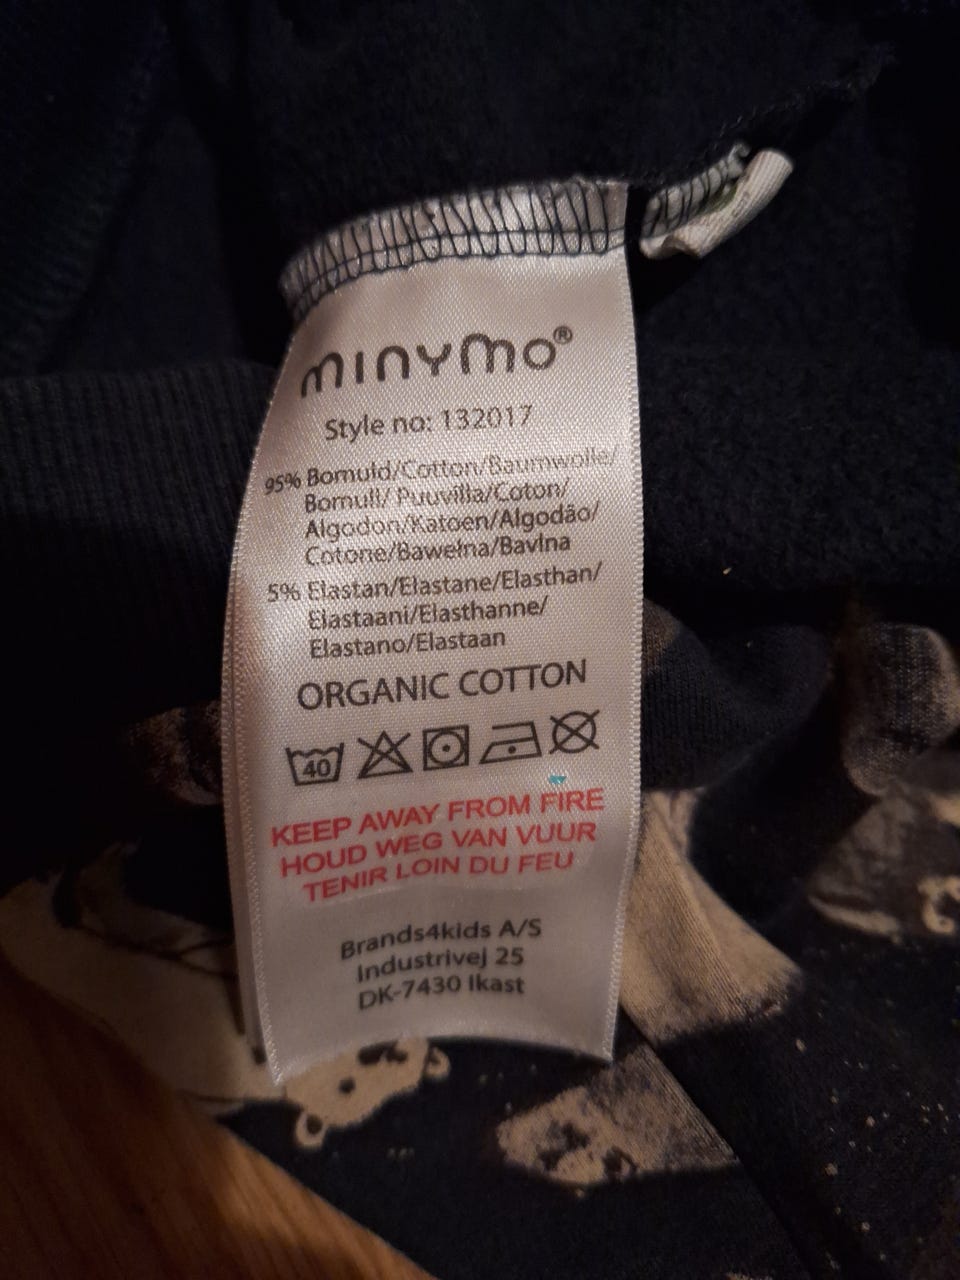 minymo®
Style no: 132017
95% Bomuld/Cotton/Baumwolle/
Bomull/ Puuvilla/Coton/
Algodon/Katoen/Algodão/
Cotone/Bawełna/Bavlna
5% Elastan/Elastane/Elasthan/
Elastaani/Elasthanne/
Elastano/Elastaan
ORGANIC COTTON
40
KEEP AWAY FROM FIRE
HOUD WEG VAN VUUR
TENIR LOIN DU FEU
Brands4kids A/S
Industrivej 25
DK-7430 Ikast